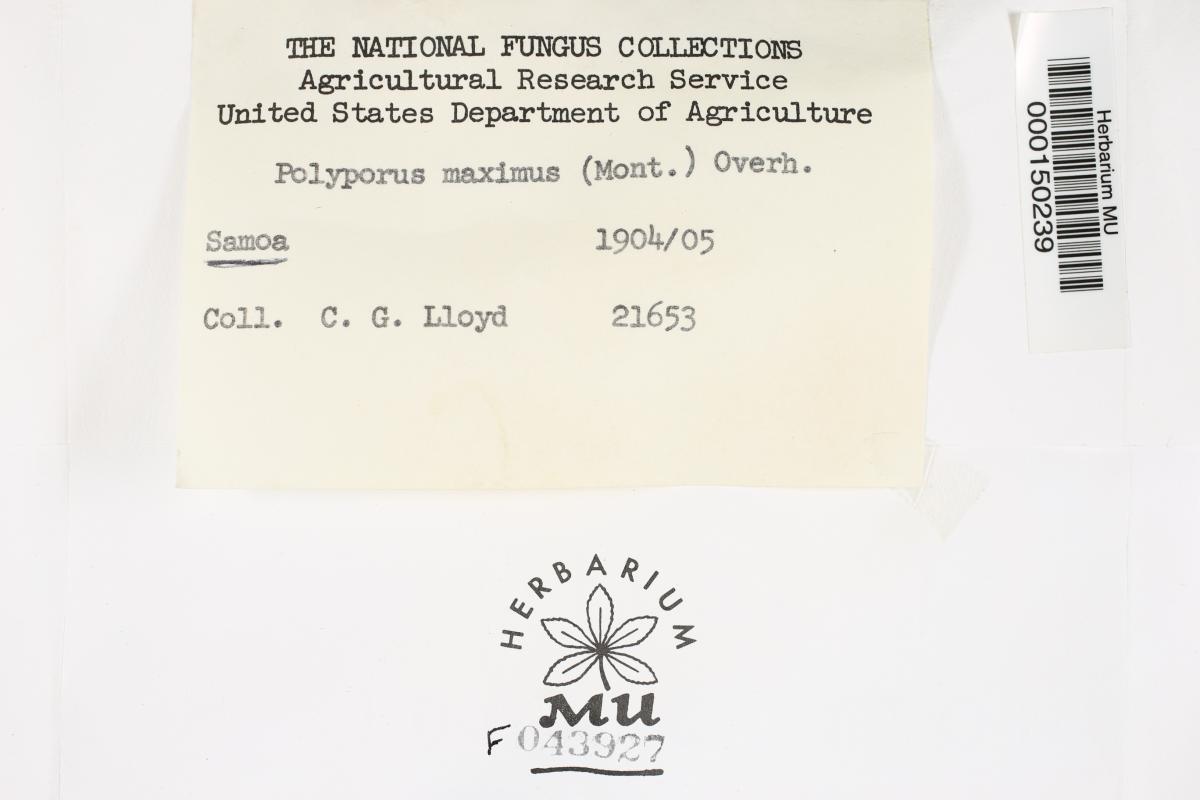 THE NATIONAL FUNGUS COLLECTIONS
Agricultural Research Service
United States Department of Agriculture
Polyporus maximus (Mont.) Overh.
Samoa 1904/05
Coll. C. G. Lloyd 21653
Herbarium MU
000150239
HERBARIUM
MU
F 043927